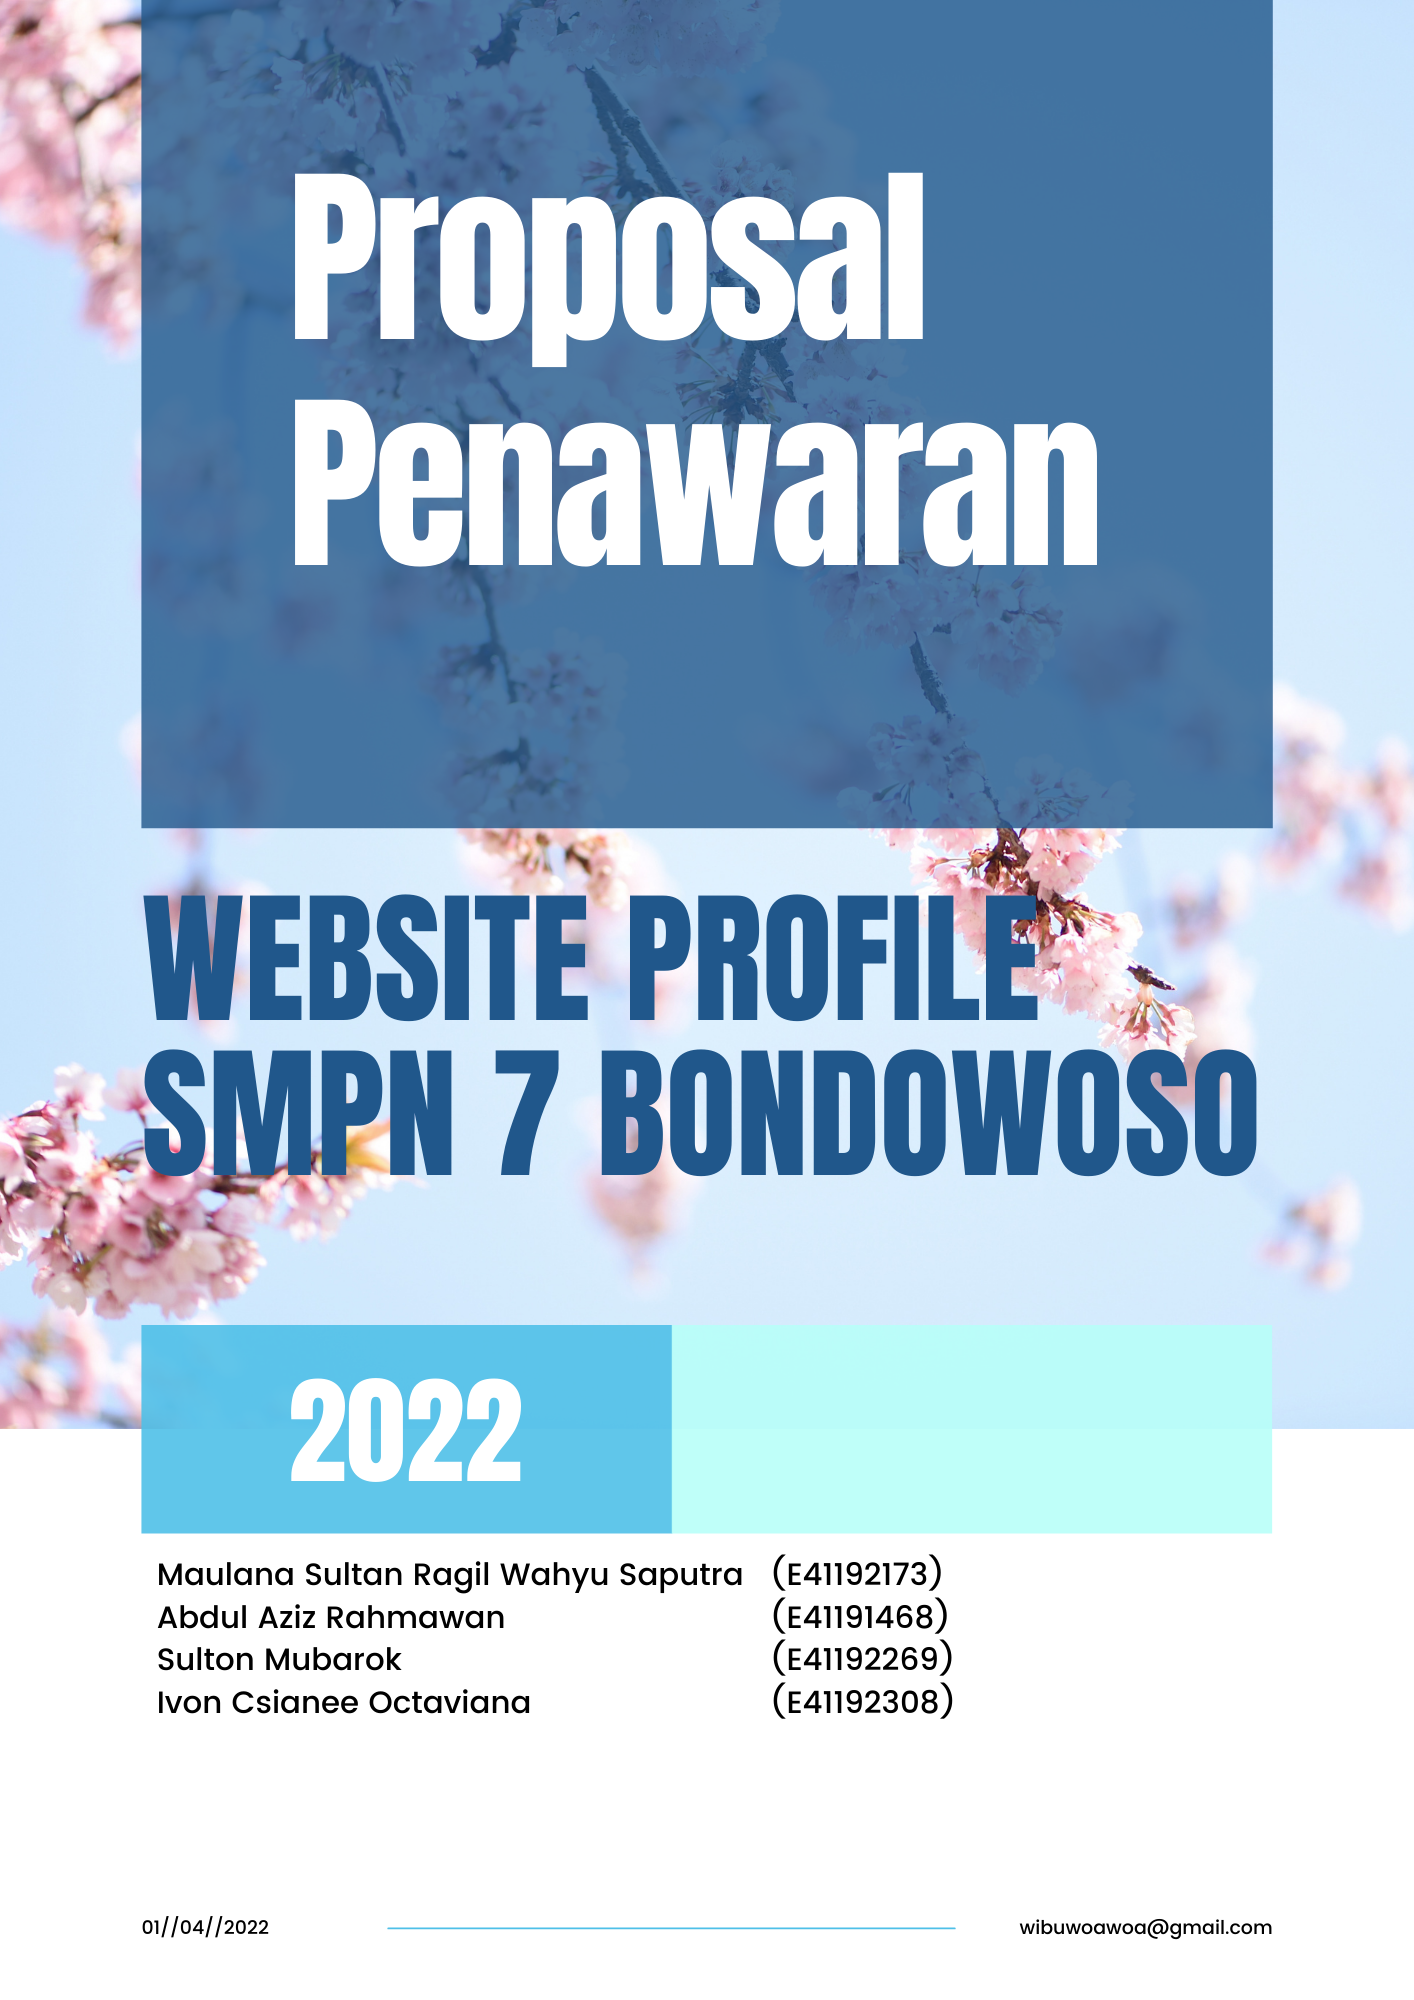 Proposal
Penawaran
WEBSITE PROFILE
SMPN 7 BONDOWOSO
2022
Maulana Sultan Ragil Wahyu Saputra (E41192173)
Abdul Aziz Rahmawan (E41191468)
Sulton Mubarok (E41192269)
Ivon Csianee Octaviana (E41192308)
01//04//2022 wibuwoawoa@gmail.com